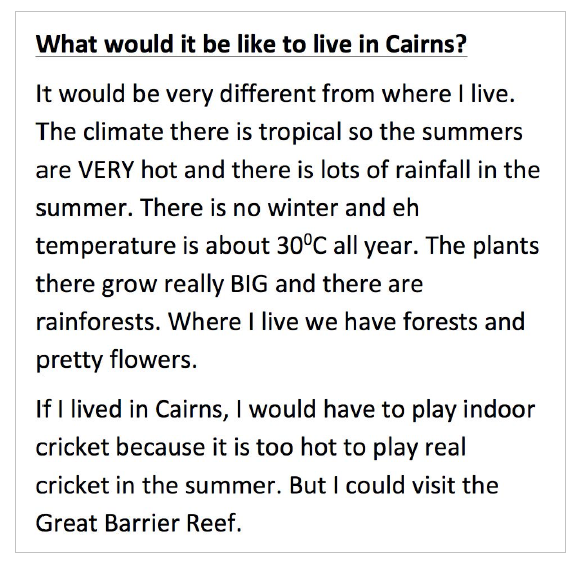 What would it be like to live in Cairns?
It would be very different from where I live.
The climate there is tropical so the summers
are VERY hot and there is lots of rainfall in the
summer. There is no winter and eh
temperature is about 30⁰C all year. The plants
there grow really BIG and there are
rainforests. Where I live we have forests and
pretty flowers.
If I lived in Cairns, I would have to play indoor
cricket because it is too hot to play real
cricket in the summer. But I could visit the
Great Barrier Reef.